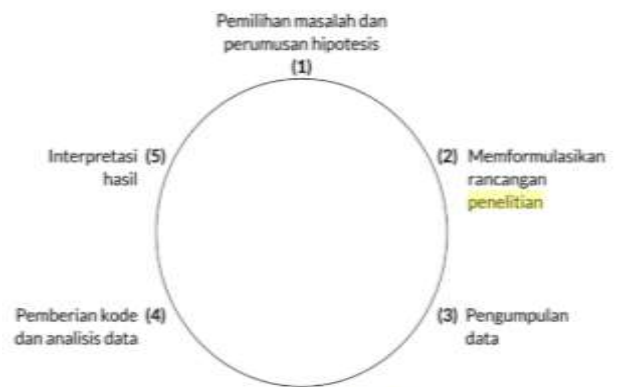 Pemilihan masalah dan
perumusan hipotesis
(1)
(2) Memformulasikan
rancangan
penelitian
(3) Pengumpulan
data
Pemberian kode (4)
dan analisis data
Interpretasi (5)
hasil